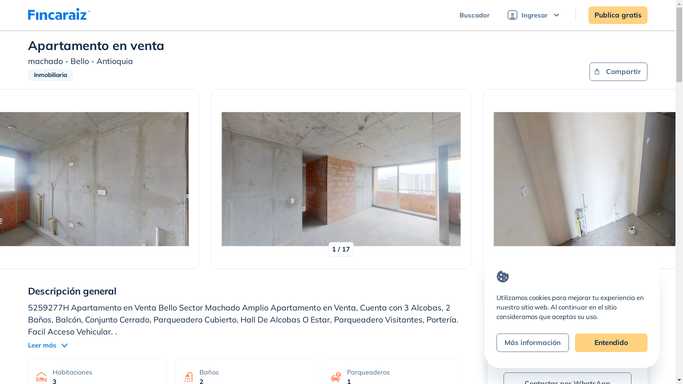 Fincaraiz
Buscador
Ingresar
Publica gratis
Apartamento en venta
machado - Bello - Antioquia
Inmobiliaria
Compartir
1 / 17
Descripción general
5259277H Apartamento en Venta Bello Sector Machado Amplio Apartamento en Venta, Cuenta con 3 Alcobas, 2
Baños, Balcón, Conjunto Cerrado, Parqueadero Cubierto, Hall De Alcobas O Estar, Parqueadero Visitantes, Portería.
Facil Acceso Vehicular. .
Leer más
Habitaciones
3
Baños
2
Parqueaderos
1
Utilizamos cookies para mejorar tu experiencia en
nuestro sitio web. Al continuar en el sitio
consideramos que aceptas su uso.
Más información
Entendido
Contactar por WhatsApp